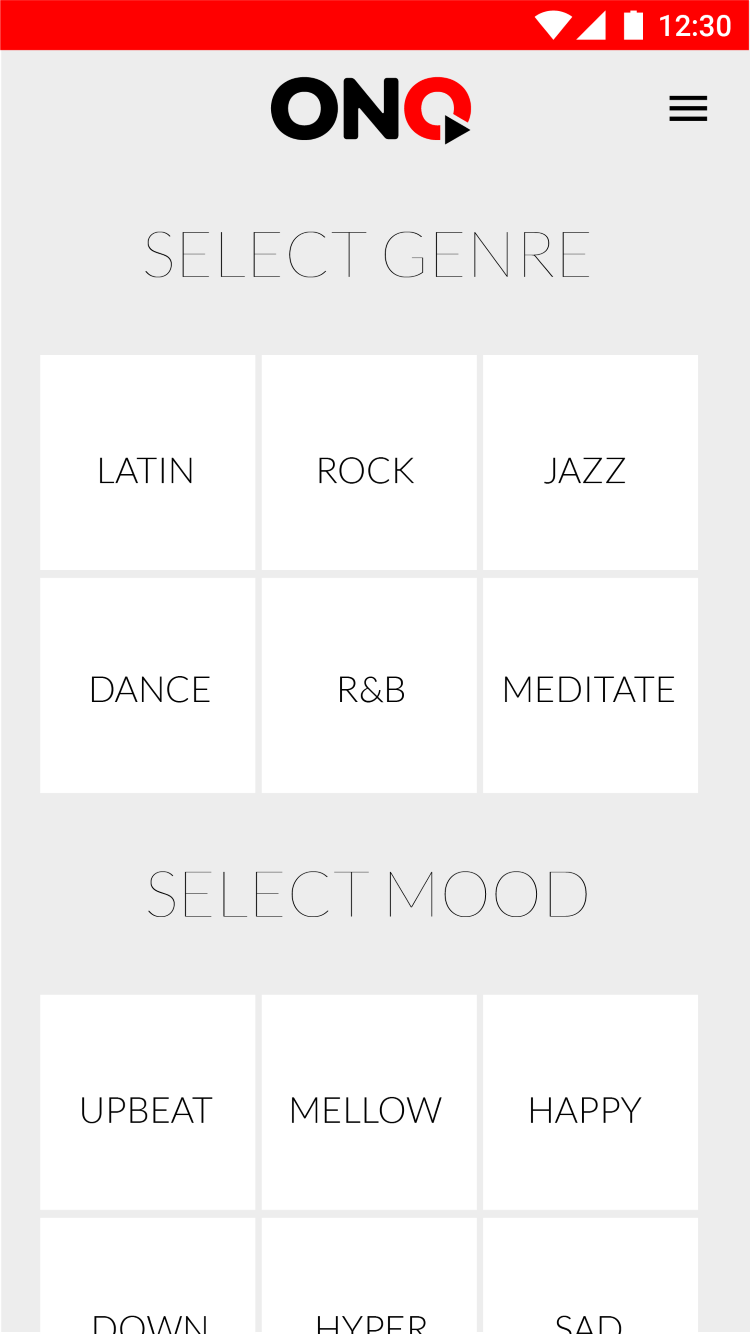 12:30
ONQ
SELECT GENRE
LATIN ROCK JAZZ
DANCE R&B MEDITATE
SELECT MOOD
UPBEAT MELLOW HAPPY
DOWN HYPER SAD